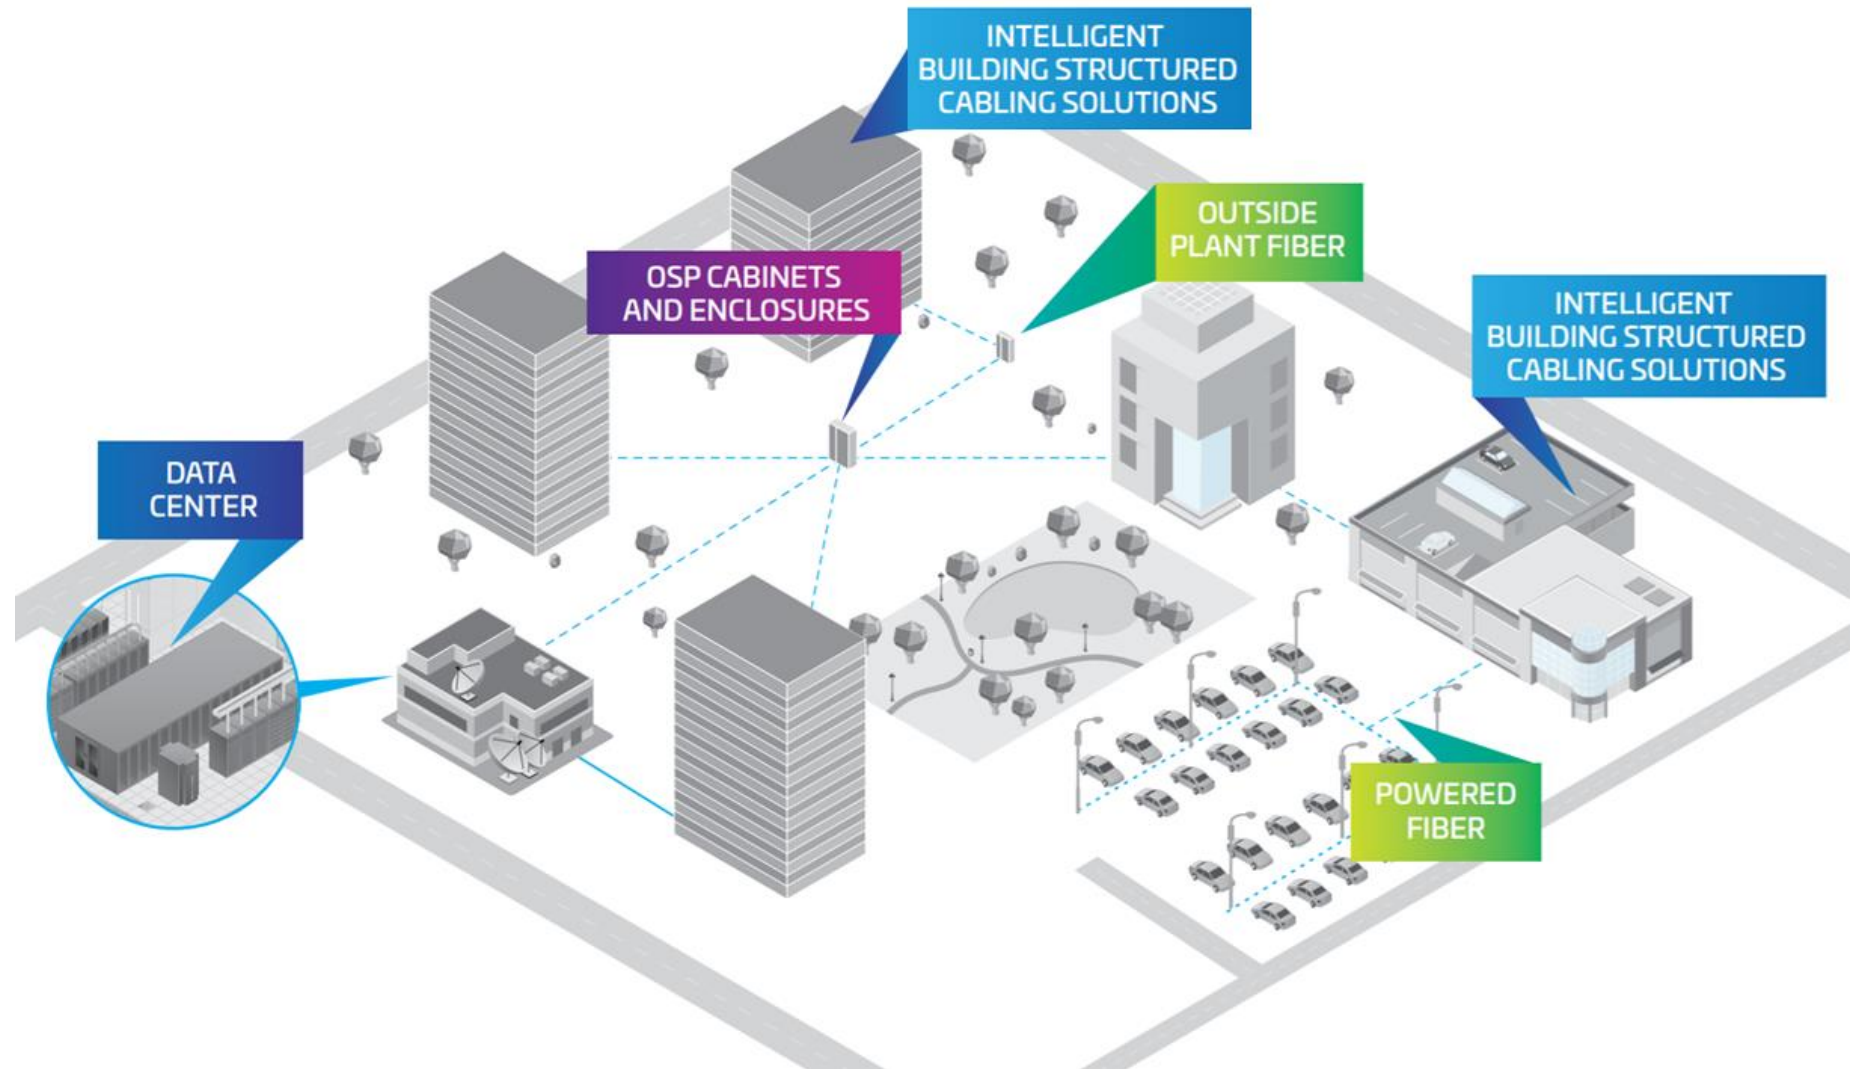 INTELLIGENT
BUILDING STRUCTURED
CABLING SOLUTIONS
OUTSIDE
PLANT FIBER
OSP CABINETS
AND ENCLOSURES
INTELLIGENT
BUILDING STRUCTURED
CABLING SOLUTIONS
DATA
CENTER
POWERED
FIBER